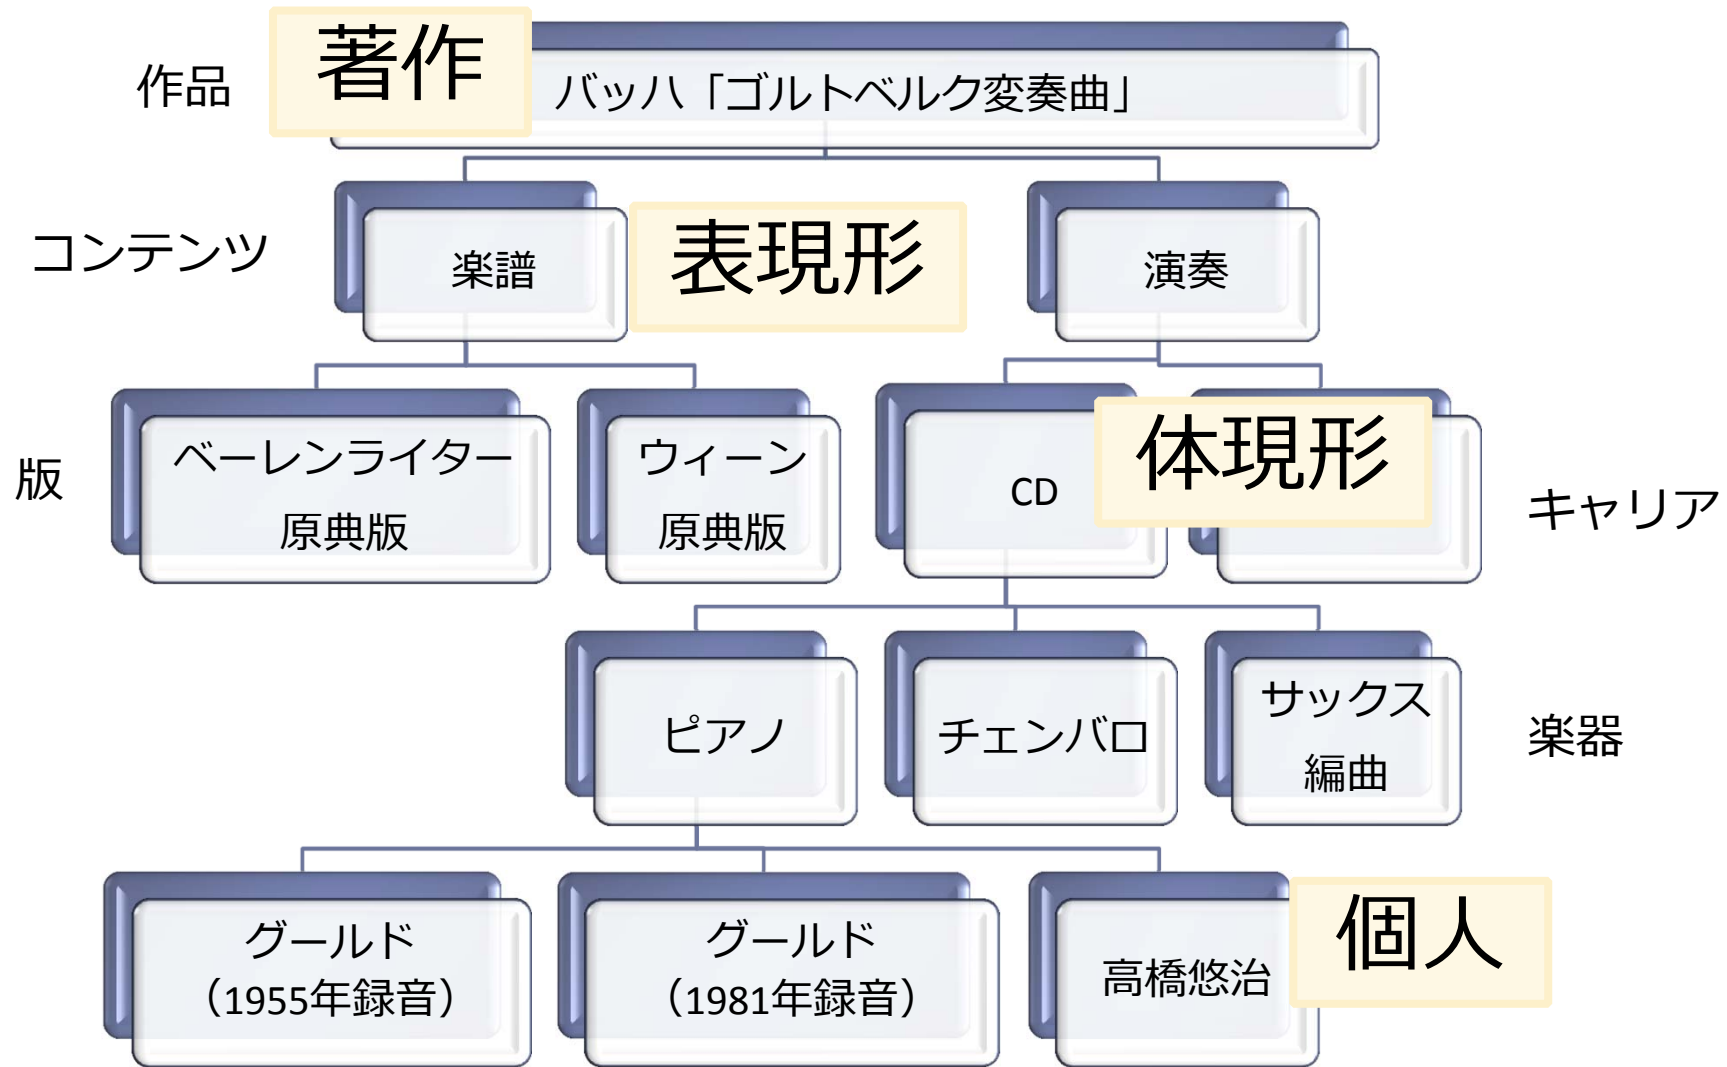 作品
著作
バッハ「ゴルトベルク変奏曲」
コンテンツ
楽譜
表現形
演奏
版
ベーレンライター
原典版
ウィーン
原典版
CD
体現形
キャリア
ピアノ
チェンバロ
サックス
編曲
楽器
グールド
（1955年録音）
グールド
（1981年録音）
高橋悠治
個人